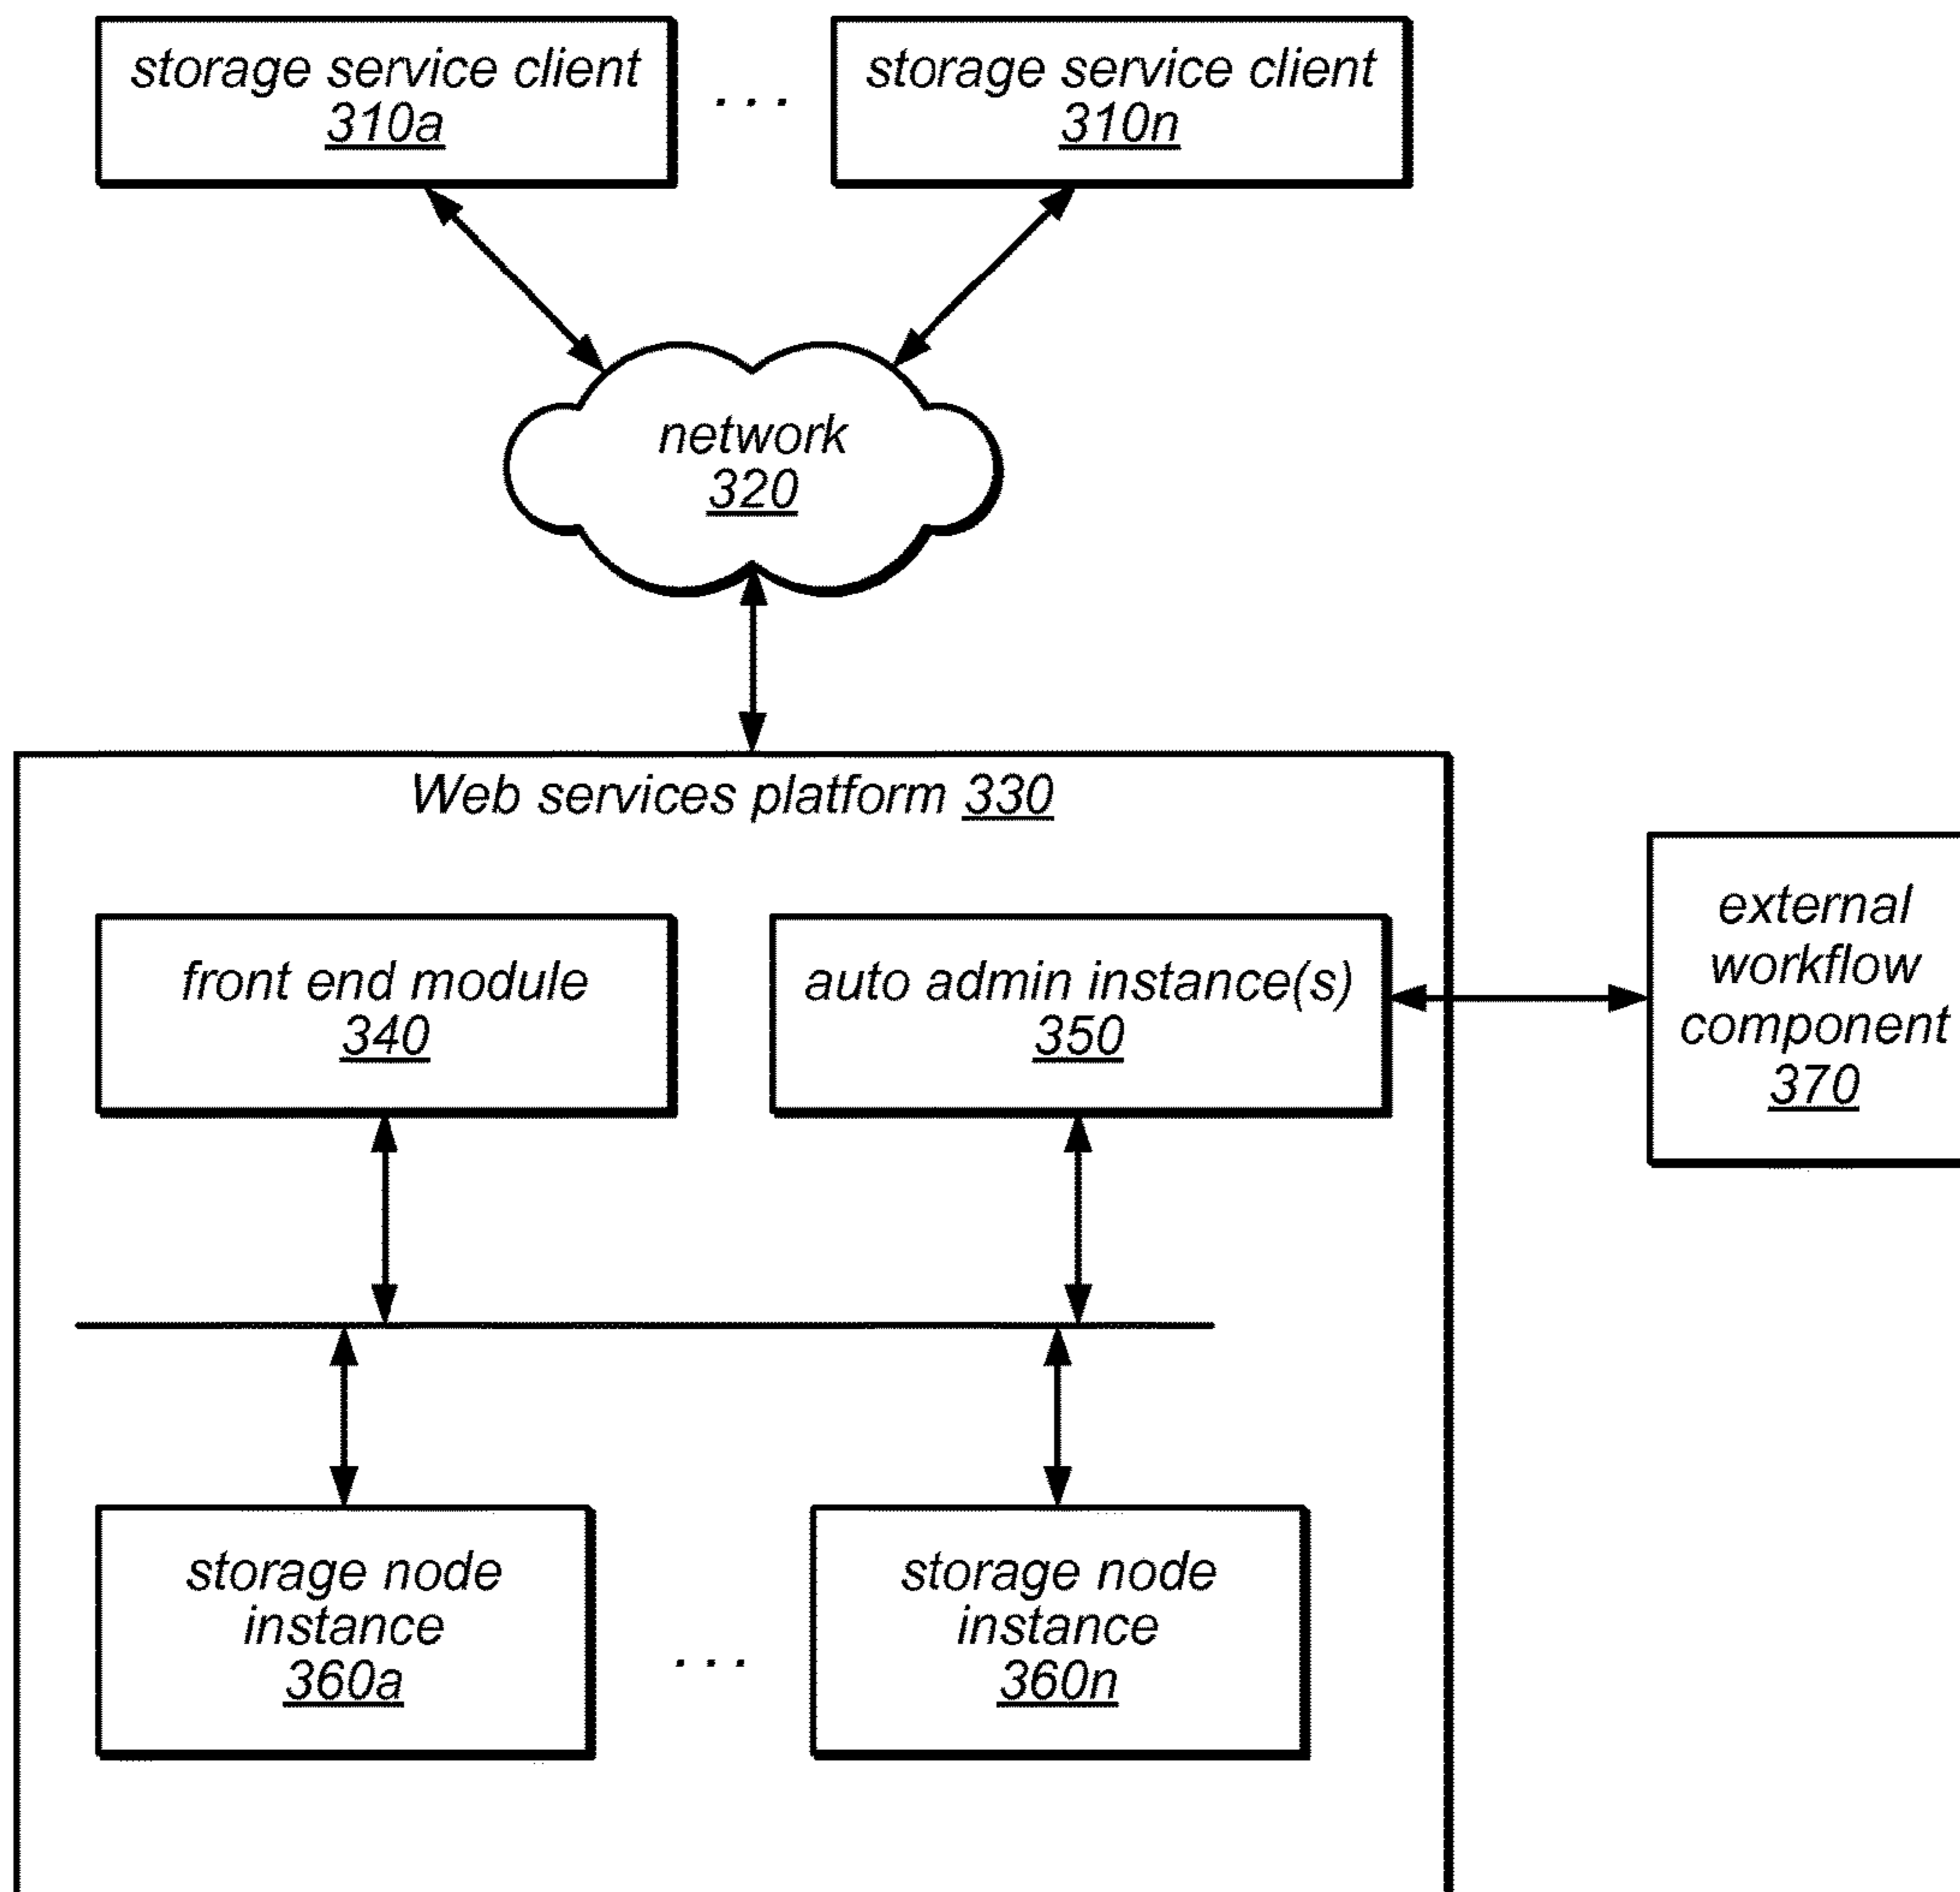 storage service client
310a
. . .
storage service client
310n
network
320
Web services platform 330
front end module
340
auto admin instance(s)
350
external
workflow
component
370
storage node
instance
360a
. . .
storage node
instance
360n